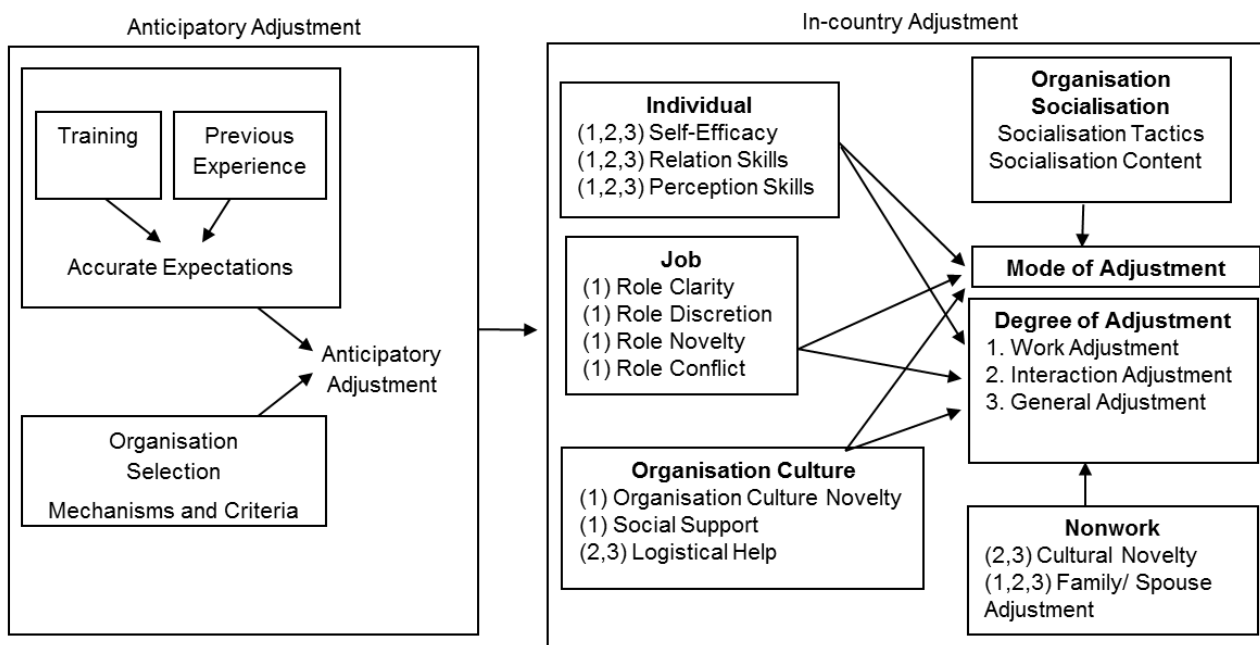 Anticipatory Adjustment
Training
Previous
Experience
Accurate Expectations
Anticipatory
Adjustment
Organisation
Selection
Mechanisms and Criteria
In-country Adjustment
Individual
(1,2,3) Self-Efficacy
(1,2,3) Relation Skills
(1,2,3) Perception Skills
Job
(1) Role Clarity
(1) Role Discretion
(1) Role Novelty
(1) Role Conflict
Organisation Culture
(1) Organisation Culture Novelty
(1) Social Support
(2,3) Logistical Help
Organisation
Socialisation
Socialisation Tactics
Socialisation Content
Mode of Adjustment
Degree of Adjustment
1. Work Adjustment
2. Interaction Adjustment
3. General Adjustment
Nonwork
(2,3) Cultural Novelty
(1,2,3) Family/ Spouse
Adjustment